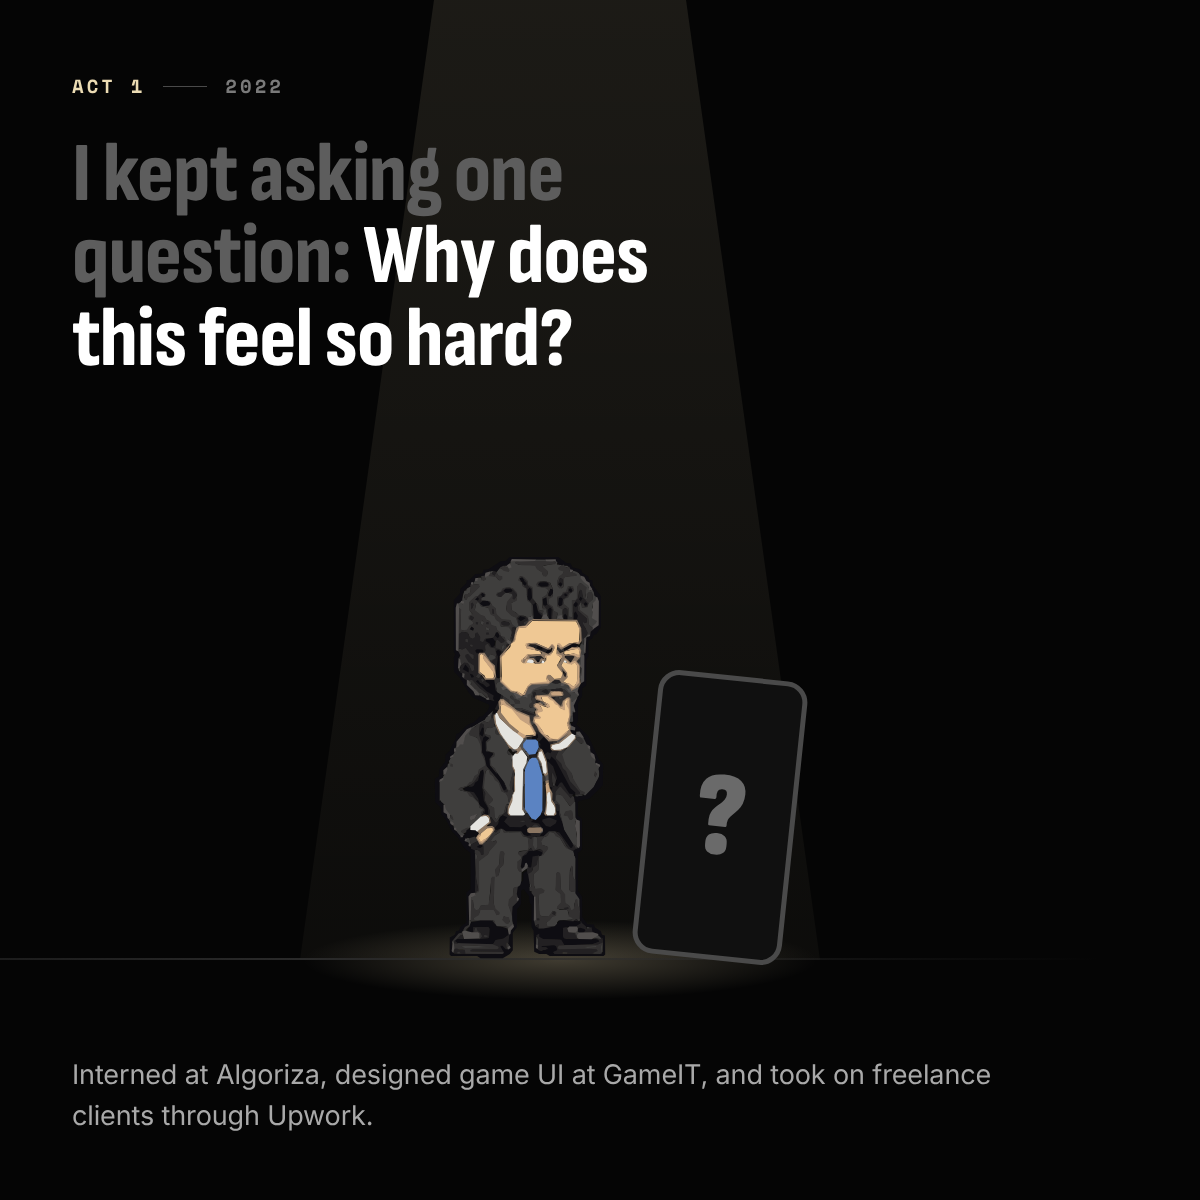 ACT 1 — 2022
I kept asking one
question: Why does
this feel so hard?
?
Interned at Algoriza, designed game UI at GameIT, and took on freelance
clients through Upwork.